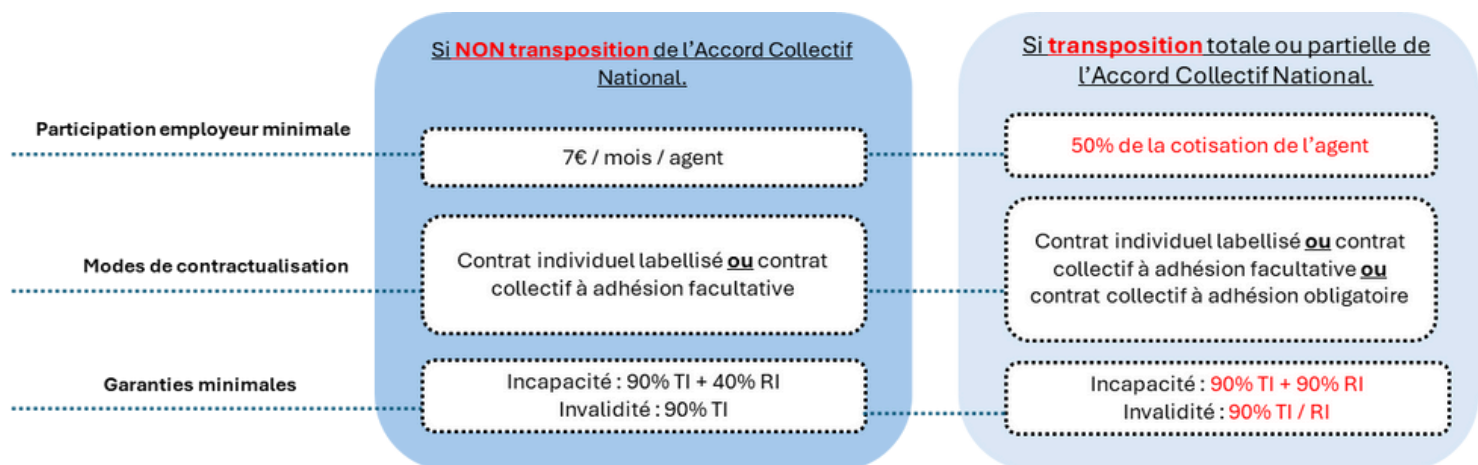 Si NON transposition de l’Accord Collectif
National.
Si transposition totale ou partielle de
l’Accord Collectif National.
Participation employeur minimale
7€ / mois / agent
50% de la cotisation de l’agent
Modes de contractualisation
Contrat individuel labellisé ou contrat
collectif à adhésion facultative
Contrat individuel labellisé ou contrat
collectif à adhésion facultative ou
contrat collectif à adhésion obligatoire
Garanties minimales
Incapacité : 90% TI + 40% RI
Invalidité : 90% TI
Incapacité : 90% TI + 90% RI
Invalidité : 90% TI / RI